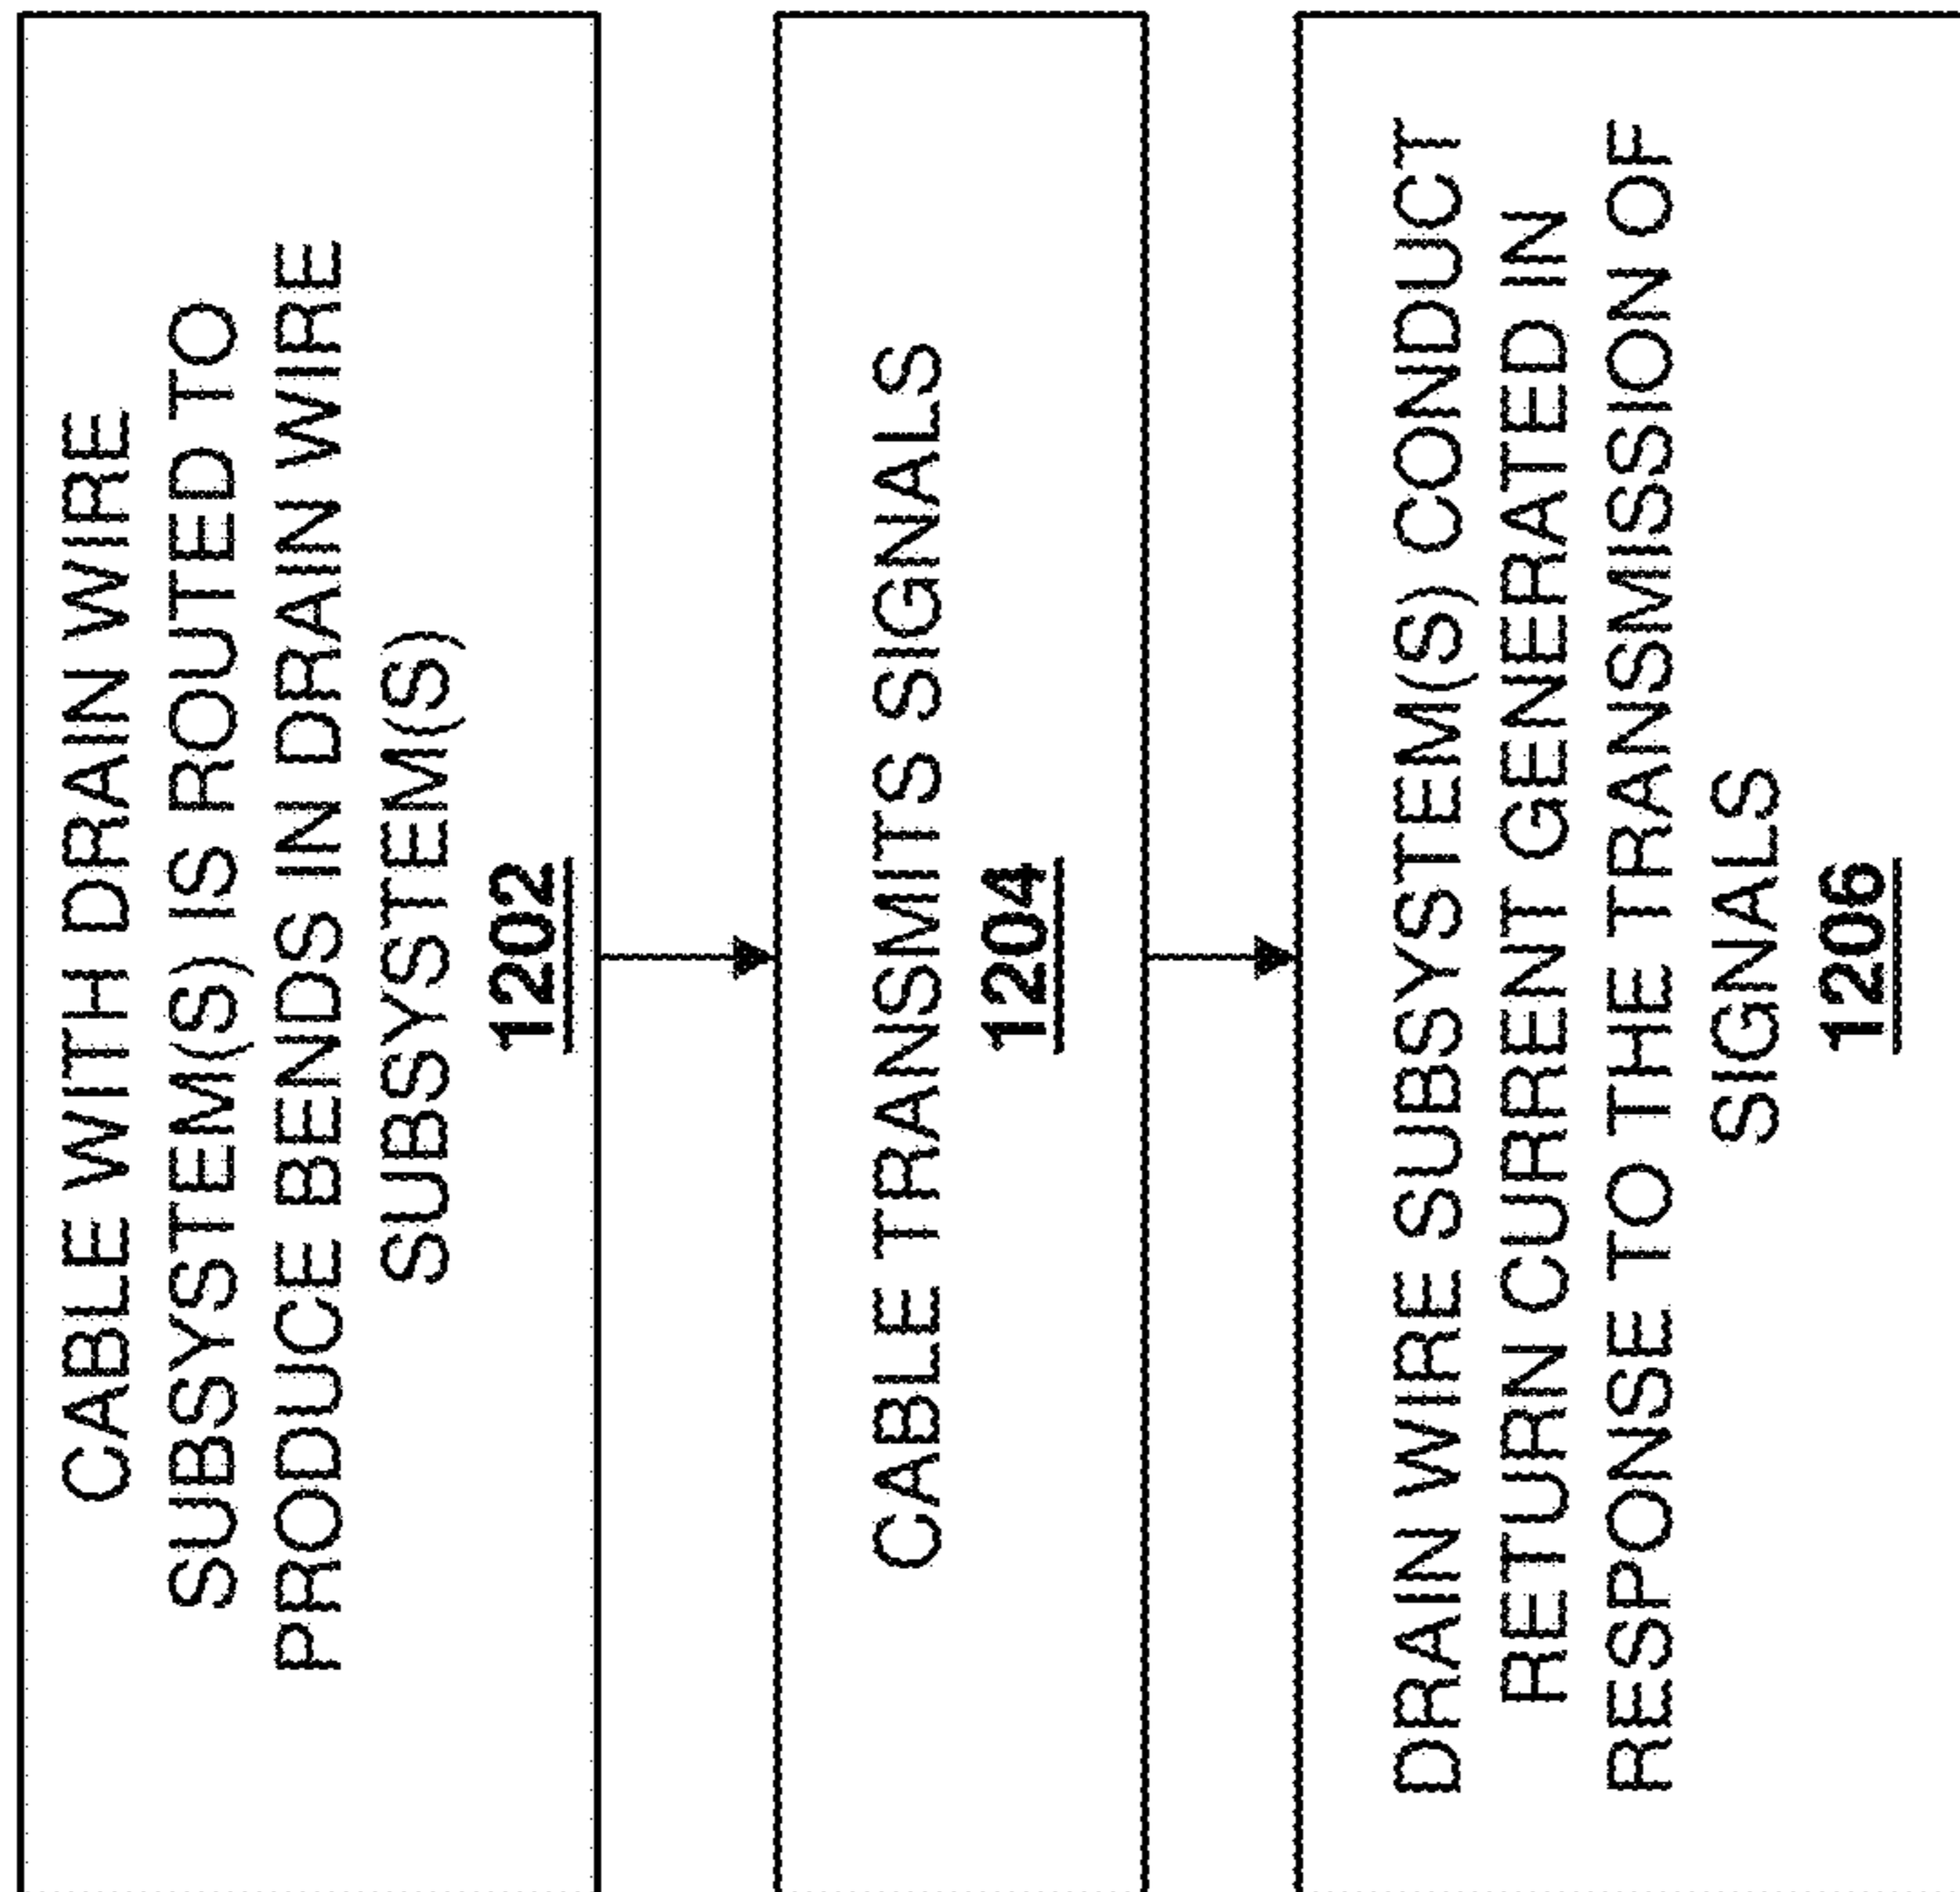 CABLE WITH DRAIN WIRE
SUBSYSTEM(S) IS ROUTED TO
PRODUCE BENDS IN DRAIN WIRE
SUBSYSTEM(S)
1202
CABLE TRANSMITS SIGNALS
1204
DRAIN WIRE SUBSYSTEM(S) CONDUCT
RETURN CURRENT GENERATED IN
RESPONSE TO THE TRANSMISSION OF
SIGNALS
1206